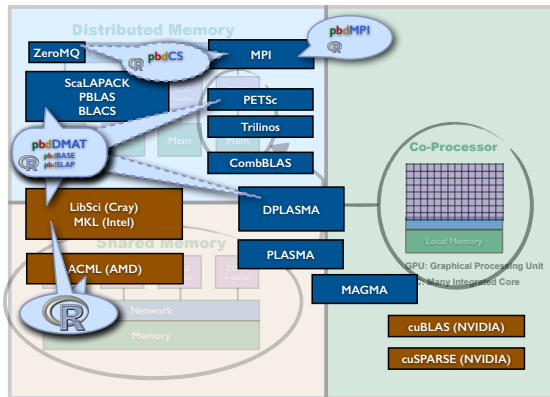 Distributed Memory
pbdMPI
R
ZeroMQ
pbdCS
R
MPI
ScaLAPACK
PBLAS
BLACS
PETSc
Trilinos
Mem
Mem
CombBLAS
pbdDMAT
pbdBASE
pbdSLAP
R
Co-Processor
Local Memory
LibSci (Cray)
MKL (Intel)
DPLASMA
Shared Memory
PLASMA
ACML (AMD)
GPU: Graphical Processing Unit
: Many Integrated Core
MAGMA
R
Network
Memory
cuBLAS (NVIDIA)
cuSPARSE (NVIDIA)